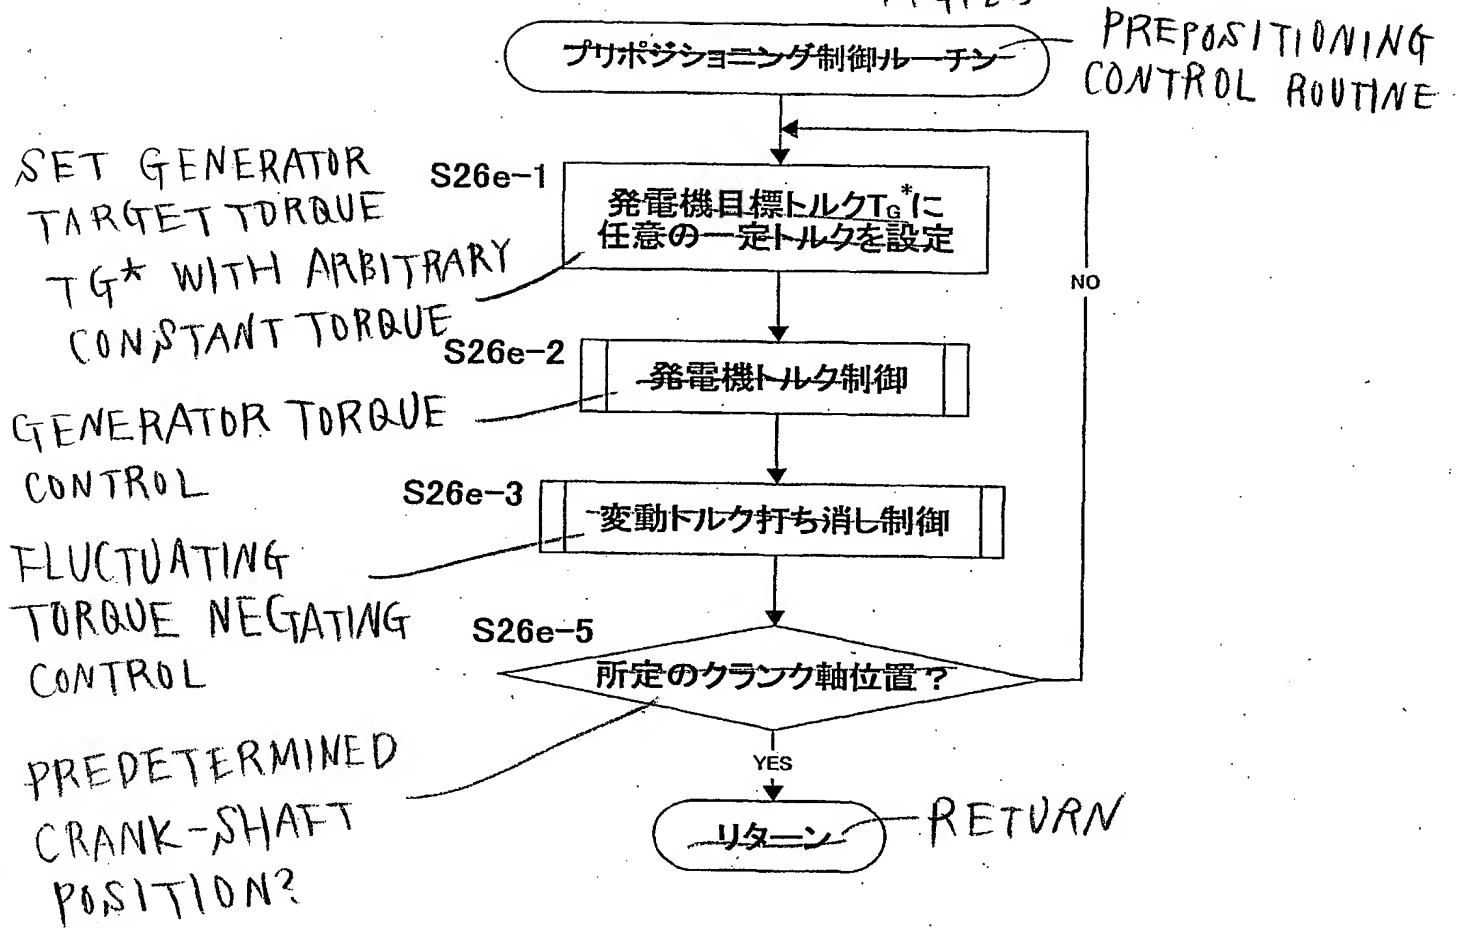 プリポジショニング制御ルーチン
PREPOSITIONING
CONTROL ROUTINE
SET GENERATOR
TARGET TORQUE
TG* WITH ARBITRARY
CONSTANT TORQUE
S26e-1
発電機目標トルクTG*に
任意の一定トルクを設定
NO
S26e-2
発電機トルク制御
GENERATOR TORQUE
CONTROL
S26e-3
変動トルク打ち消し制御
FLUCTUATING
TORQUE NEGATING
CONTROL
S26e-5
所定のクランク軸位置?
PREDETERMINED
CRANK-SHAFT
POSITION?
YES
リターン
RETURN